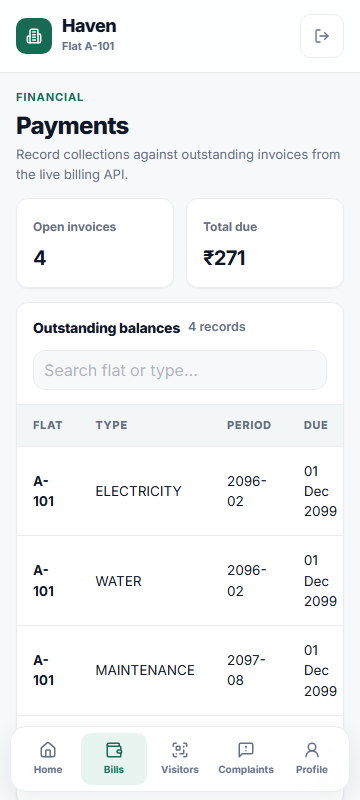 Haven
Flat A-101
FINANCIAL
Payments
Record collections against outstanding invoices from
the live billing API.
Open invoices
4
Total due
₹271
Outstanding balances 4 records
Search flat or type...
FLAT TYPE PERIOD DUE
A-101 ELECTRICITY 2096-02 01 Dec 2099
A-101 WATER 2096-02 01 Dec 2099
A-101 MAINTENANCE 2097-08 01 Dec 2099
Home Bills Visitors Complaints Profile